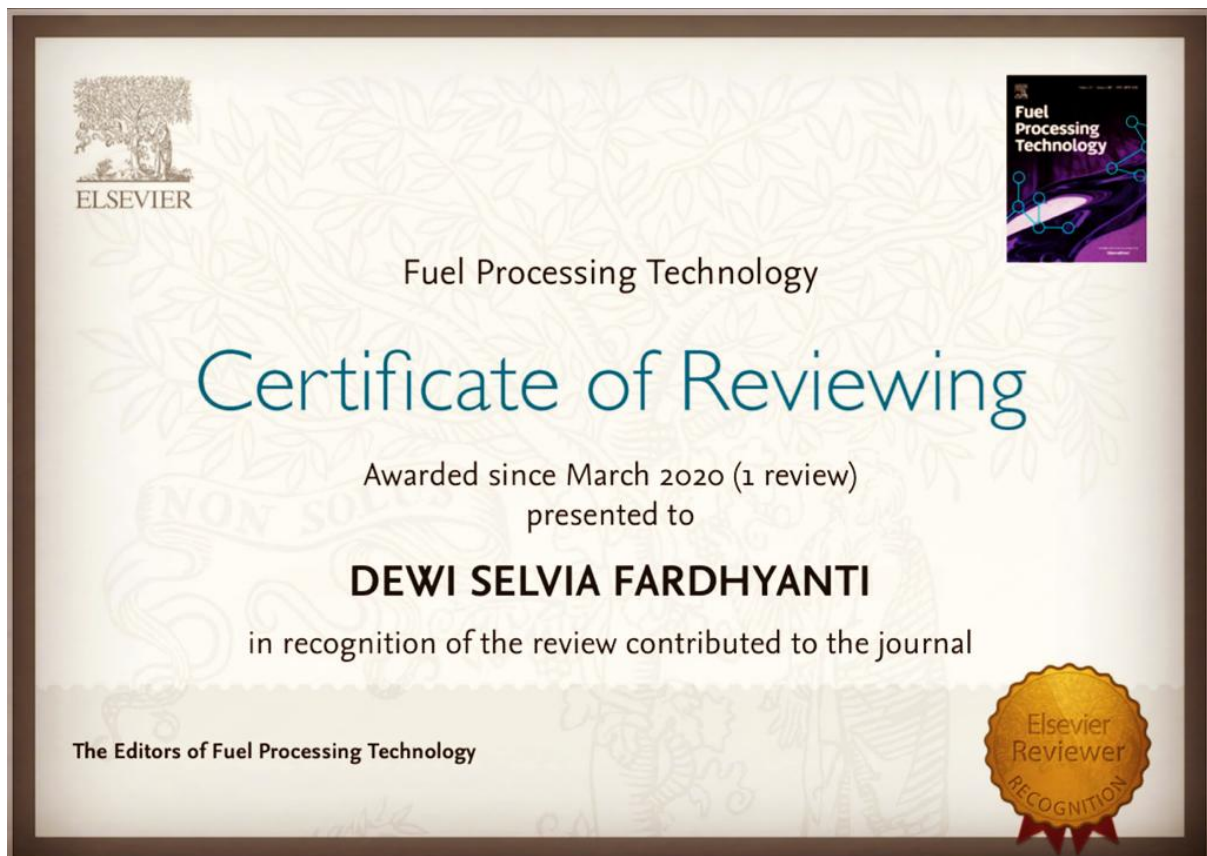 ELSEVIER
Fuel
Processing
Technology
Fuel Processing Technology
Certificate of Reviewing
Awarded since March 2020 (1 review)
presented to
DEWI SELVIA FARDHYANTI
in recognition of the review contributed to the journal
NON SOLUS
The Editors of Fuel Processing Technology
Elsevier
Reviewer
RECOGNITION